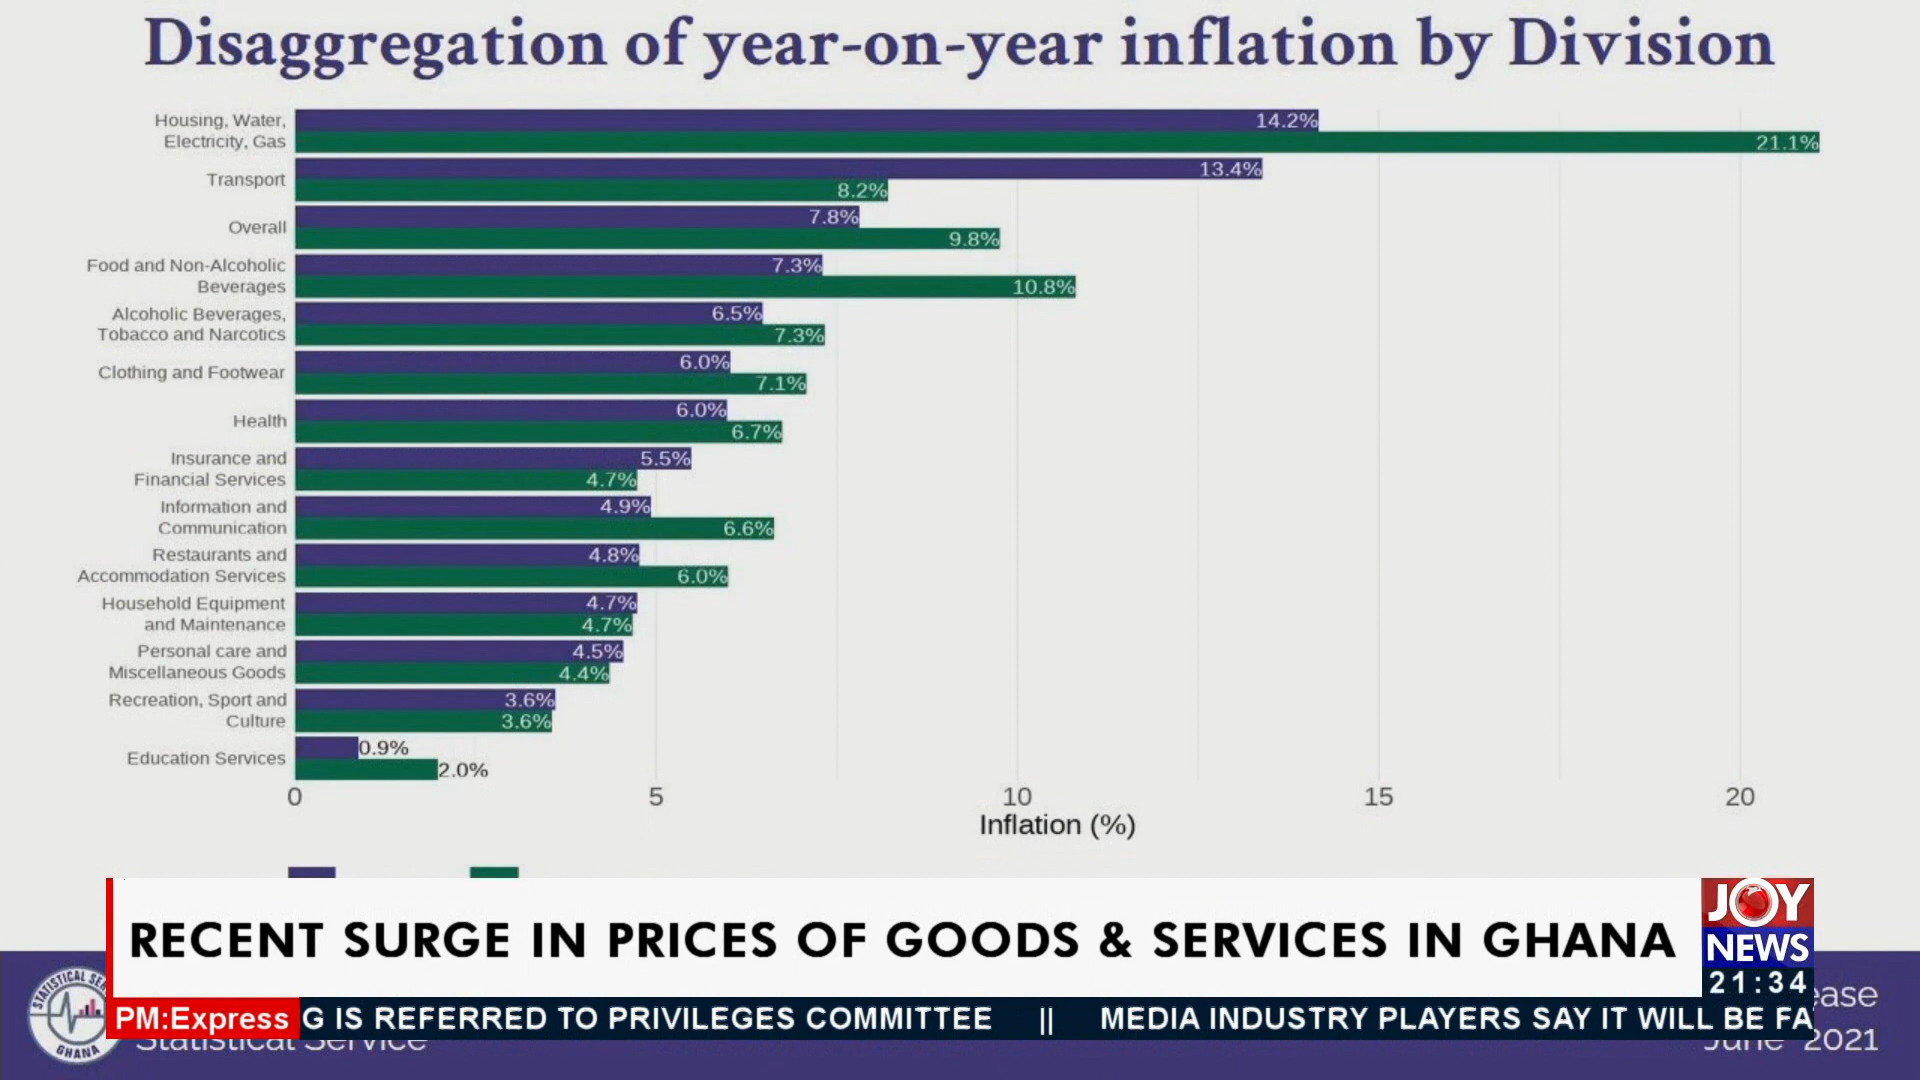 Disaggregation of year-on-year inflation by Division
Housing, Water,
Electricity, Gas
14.2%
21.1%
Transport
13.4%
8.2%
Overall
7.8%
9.8%
Food and Non-Alcoholic
Beverages
7.3%
10.8%
Alcoholic Beverages,
Tobacco and Narcotics
6.5%
7.3%
Clothing and Footwear
6.0%
7.1%
Health
6.0%
6.7%
Insurance and
Financial Services
5.5%
4.7%
Information and
Communication
4.9%
6.6%
Restaurants and
Accommodation Services
4.8%
6.0%
Household Equipment
and Maintenance
4.7%
4.7%
Personal care and
Miscellaneous Goods
4.5%
4.4%
Recreation, Sport and
Culture
3.6%
3.6%
Education Services
0.9%
2.0%
0 5 10 15 20
Inflation (%)
RECENT SURGE IN PRICES OF GOODS & SERVICES IN GHANA
JOY
NEWS
21:34
PM:Express G IS REFERRED TO PRIVILEGES COMMITTEE || MEDIA INDUSTRY PLAYERS SAY IT WILL BE FA
STATISTICAL SE
GHANA
Statistical Service
ease
June 2021